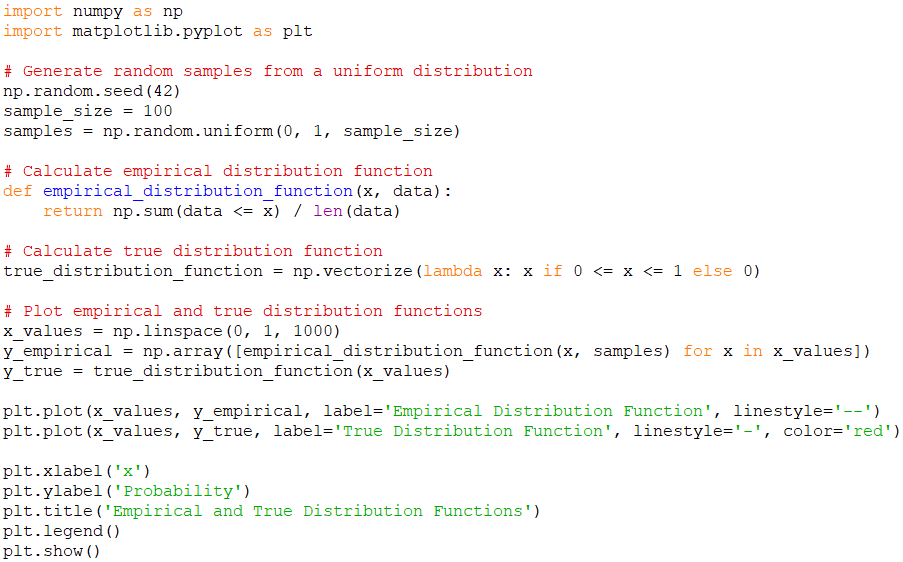 import numpy as np
import matplotlib.pyplot as plt

# Generate random samples from a uniform distribution
np.random.seed(42)
sample_size = 100
samples = np.random.uniform(0, 1, sample_size)

# Calculate empirical distribution function
def empirical_distribution_function(x, data):
    return np.sum(data <= x) / len(data)

# Calculate true distribution function
true_distribution_function = np.vectorize(lambda x: x if 0 <= x <= 1 else 0)

# Plot empirical and true distribution functions
x_values = np.linspace(0, 1, 1000)
y_empirical = np.array([empirical_distribution_function(x, samples) for x in x_values])
y_true = true_distribution_function(x_values)

plt.plot(x_values, y_empirical, label='Empirical Distribution Function', linestyle='--')
plt.plot(x_values, y_true, label='True Distribution Function', linestyle='-', color='red')

plt.xlabel('x')
plt.ylabel('Probability')
plt.title('Empirical and True Distribution Functions')
plt.legend()
plt.show()